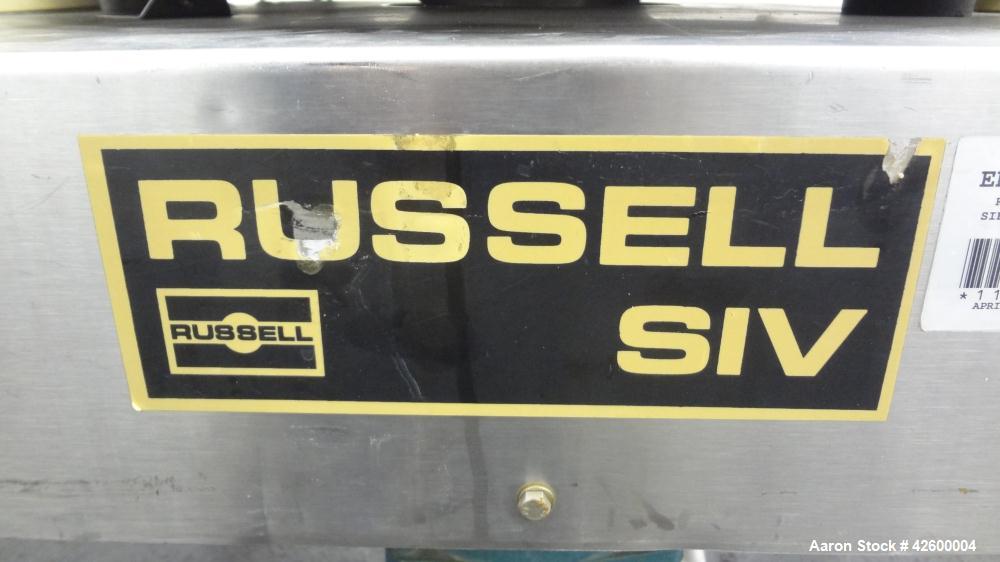 RUSSELL
RUSSELL
SIV
Aaron Stock # 42600004